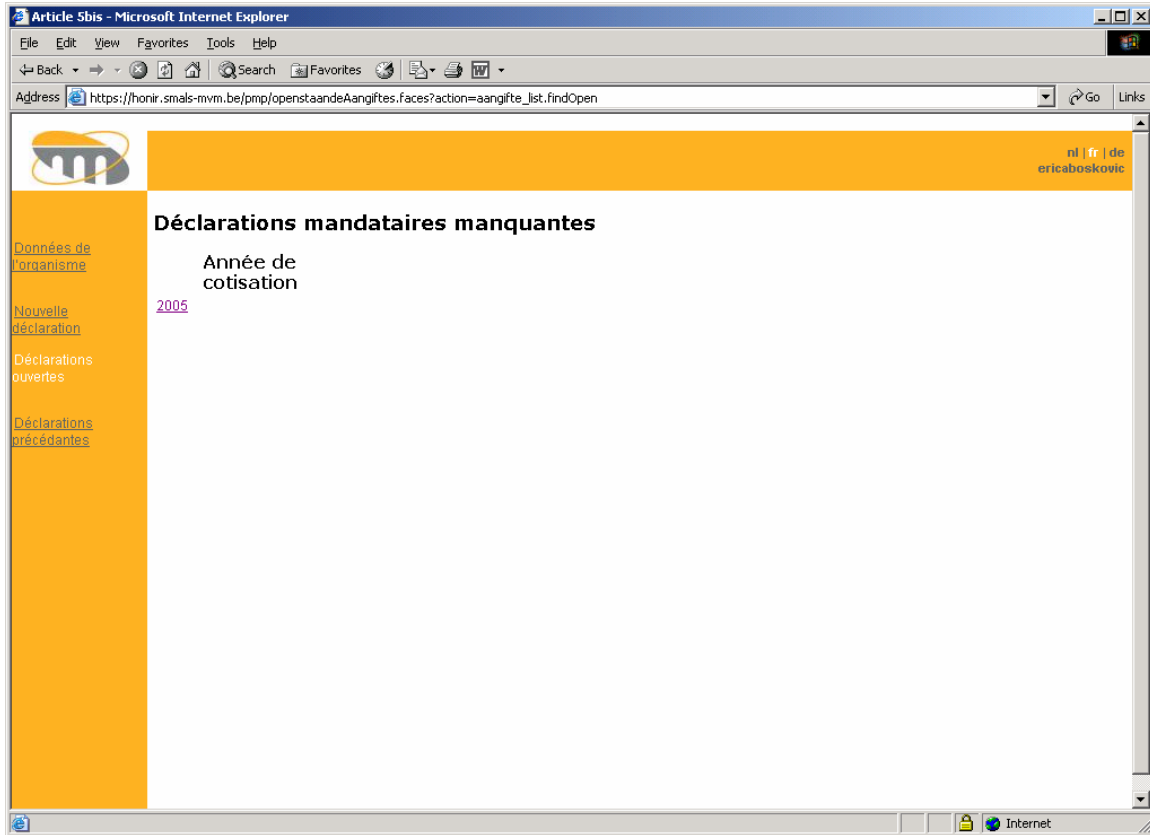 Article 5bis - Microsoft Internet Explorer
File Edit View Favorites Tools Help
Back Search Favorites
Address https://honir.smals-mvm.be/pmp/openstaandeAangiftes.faces?action=aangifte_list.findOpen Go Links
nl | fr | de
ericaboskovic
Déclarations mandataires manquantes
Année de
cotisation
2005
Données de
l'organisme
Nouvelle
déclaration
Déclarations
ouvertes
Déclarations
précédantes
Internet